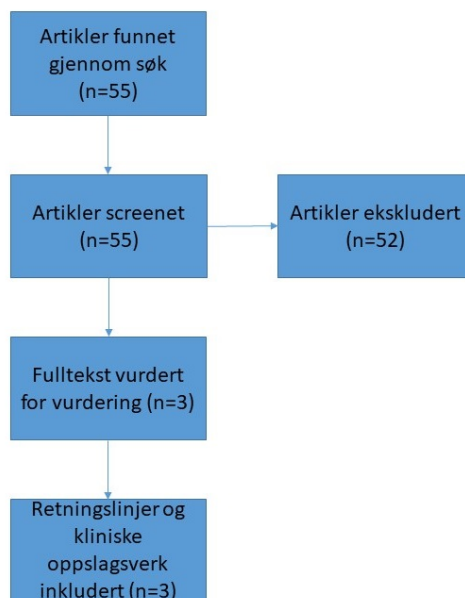 Artikler funnet
gjennom søk
(n=55)
Artikler screenet
(n=55)
Artikler ekskludert
(n=52)
Fulltekst vurdert
for vurdering (n=3)
Retningslinjer og
kliniske
oppslagsverk
inkludert (n=3)